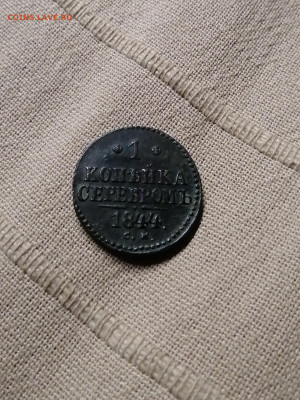 COINS.LAVE.RU
1
КОПѢЙКА
СЕРЕБРОМЪ
1844.
С. М.